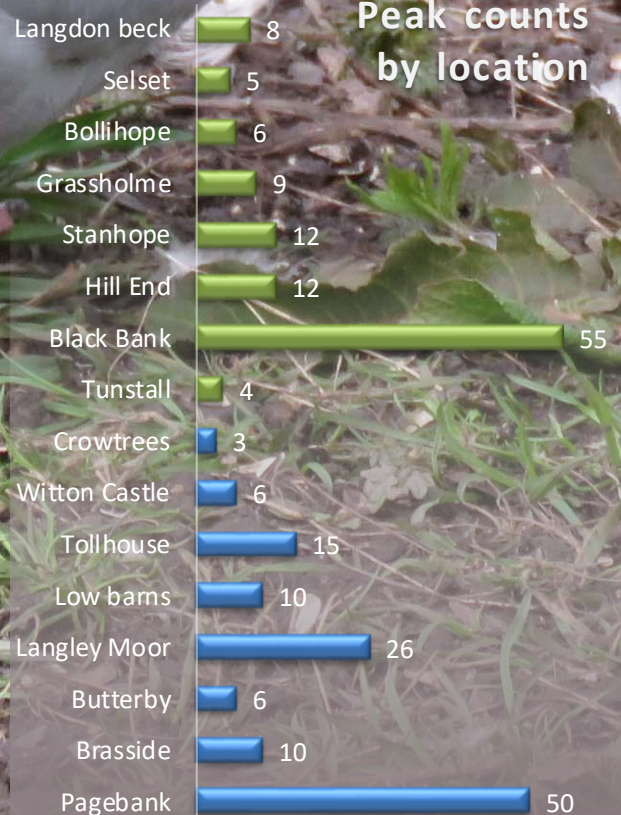 Peak counts
by location
Langdon beck 8
Selset 5
Bollihope 6
Grassholme 9
Stanhope 12
Hill End 12
Black Bank 55
Tunstall 4
Crowtrees 3
Witton Castle 6
Tollhouse 15
Low barns 10
Langley Moor 26
Butterby 6
Brasside 10
Pagebank 50